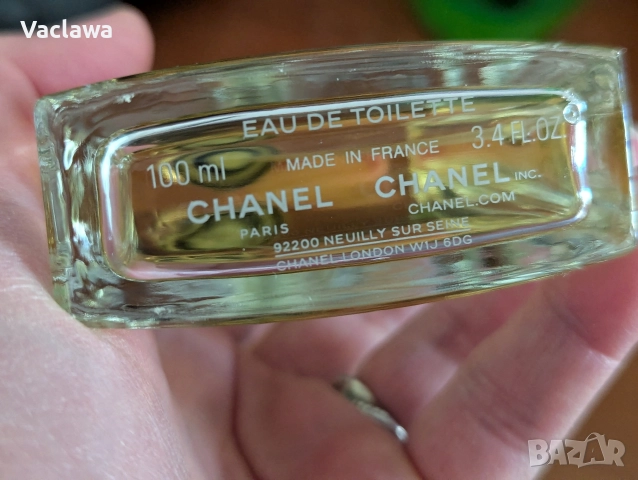 Vaclawa
EAU DE TOILETTE
100 ml MADE IN FRANCE 3.4 FL.OZ
CHANEL CHANEL INC.
PARIS CHANEL.COM
92200 NEUILLY SUR SEINE
CHANEL LONDON W1J 6DG
BAZAR